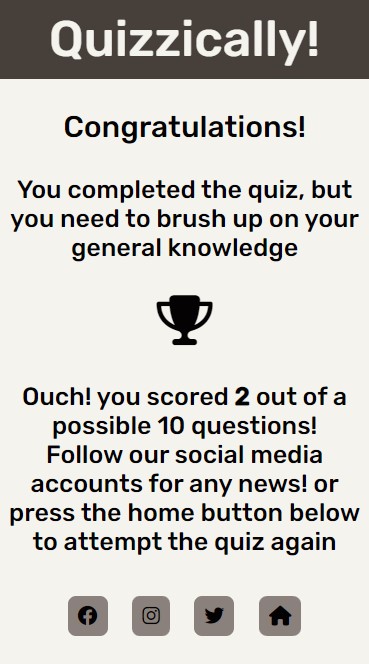 Quizzically!
Congratulations!
You completed the quiz, but
you need to brush up on your
general knowledge
Ouch! you scored 2 out of a
possible 10 questions!
Follow our social media
accounts for any news! or
press the home button below
to attempt the quiz again